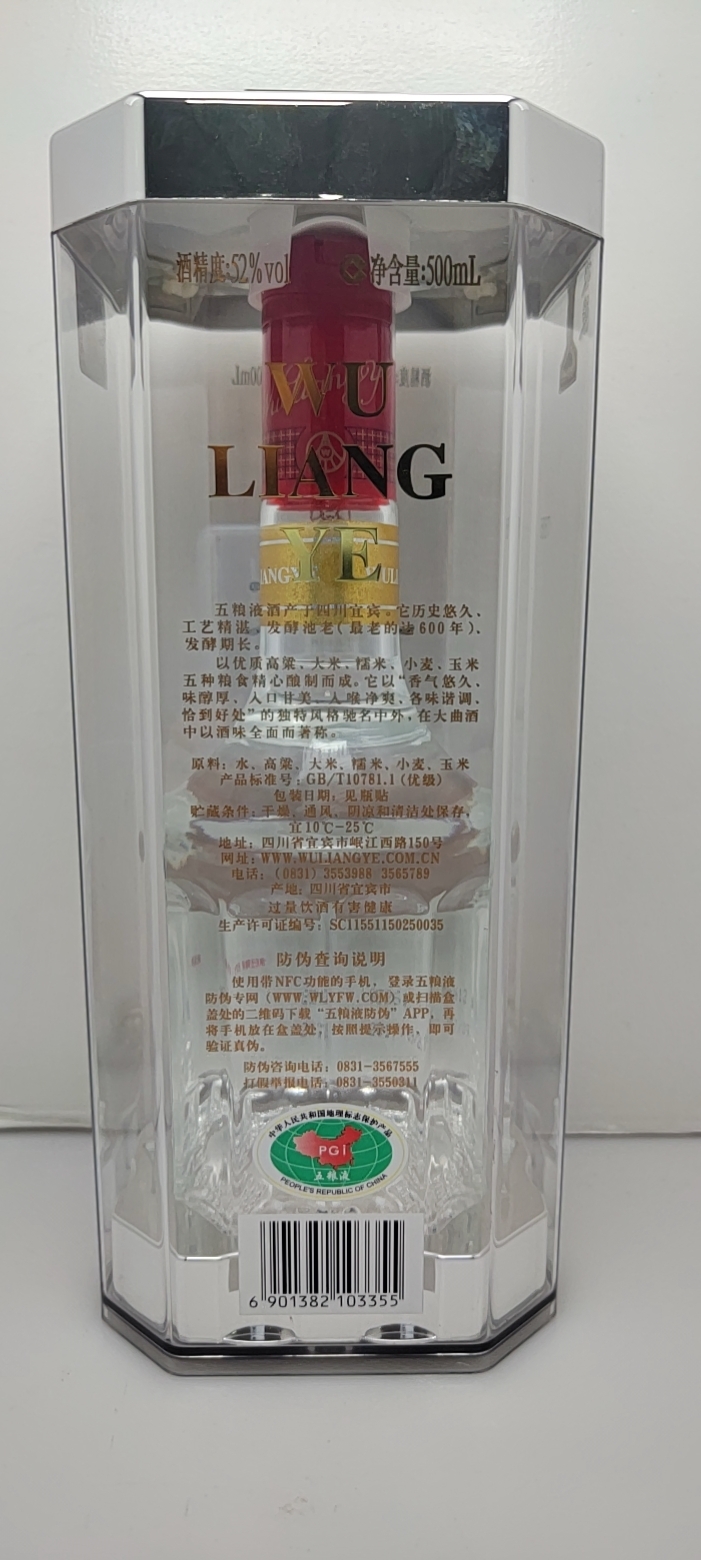 酒精度:52%vol 净含量:500mL
WU
LIANG
YE
五粮液酒产于四川宜宾。它历史悠久、
工艺精湛、发酵池老(最老的达600年)、
发酵期长。
以优质高粱、大米、糯米、小麦、玉米
五种粮食精心酿制而成。它以“香气悠久、
味醇厚、入口甘美、入喉净爽、各味谐调、
恰到好处”的独特风格驰名中外,在大曲酒
中以酒味全面而著称。
原料: 水、高粱、大米、糯米、小麦、玉米
产品标准号: GB/T10781.1(优级)
包装日期: 见瓶贴
贮藏条件: 干燥、通风、阴凉和清洁处保存,
宜10℃-25℃
地址: 四川省宜宾市岷江西路150号
网址: WWW.WULIANGYE.COM.CN
电话: (0831) 3553988 3565789
产地: 四川省宜宾市
过量饮酒有害健康
生产许可证编号: SC11551150250035
防伪查询说明
使用带NFC功能的手机, 登录五粮液
防伪专网(WWW.WLYFW.COM)或扫描盒
盖处的二维码下载“五粮液防伪”APP,再
将手机放在盒盖处, 按照提示操作, 即可
验证真伪。
防伪咨询电话: 0831-3567555
打假举报电话: 0831-3550311
中华人民共和国地理标志保护产品
PGI
五粮液
PEOPLE'S REPUBLIC OF CHINA
6 901382 103355